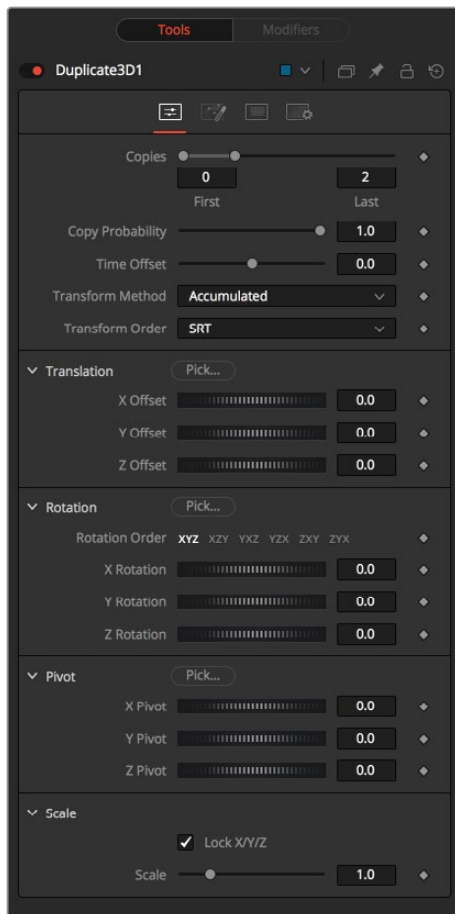 Tools Modifiers
Duplicate3D1
Copies
0 2
First Last
Copy Probability 1.0
Time Offset 0.0
Transform Method Accumulated
Transform Order SRT
Translation Pick...
X Offset 0.0
Y Offset 0.0
Z Offset 0.0
Rotation Pick...
Rotation Order XYZ XZY YXZ YZX ZXY ZYX
X Rotation 0.0
Y Rotation 0.0
Z Rotation 0.0
Pivot Pick...
X Pivot 0.0
Y Pivot 0.0
Z Pivot 0.0
Scale
Lock X/Y/Z
Scale 1.0